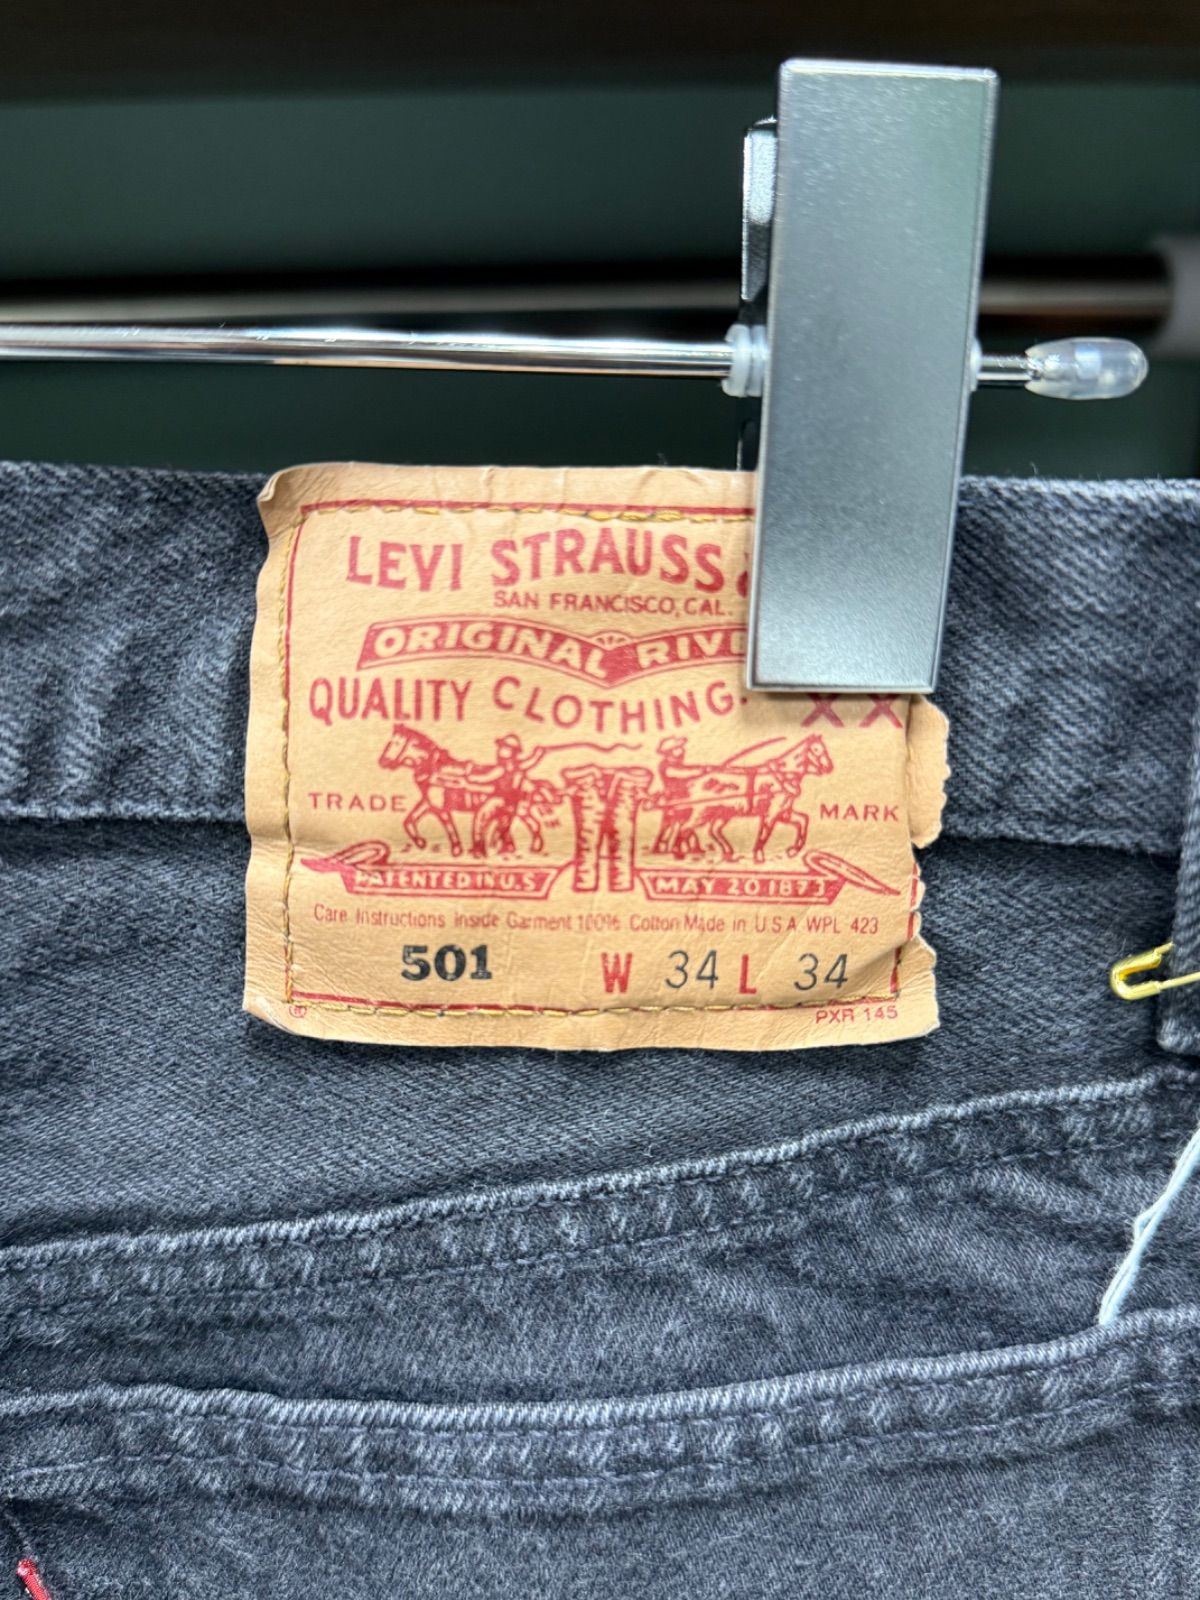 LEVI STRAUSS &
SAN FRANCISCO, CAL.
ORIGINAL RIV
QUALITY CLOTHING.
XX
TRADE MARK
PATENTED IN U.S MAY 20 1873
Care Instructions Inside Garment 100% Cotton Made in U S A WPL 423
501 W 34 L 34
® PXR 145